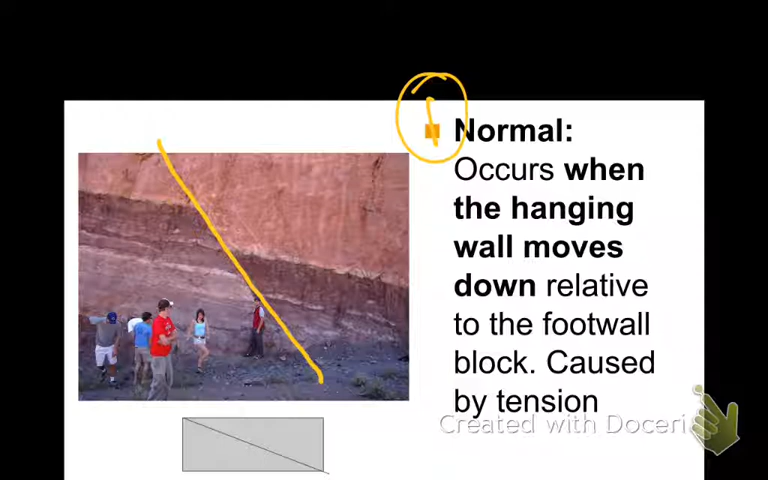 1
Normal:
Occurs when
the hanging
wall moves
down relative
to the footwall
block. Caused
by tension
Created with Doceri